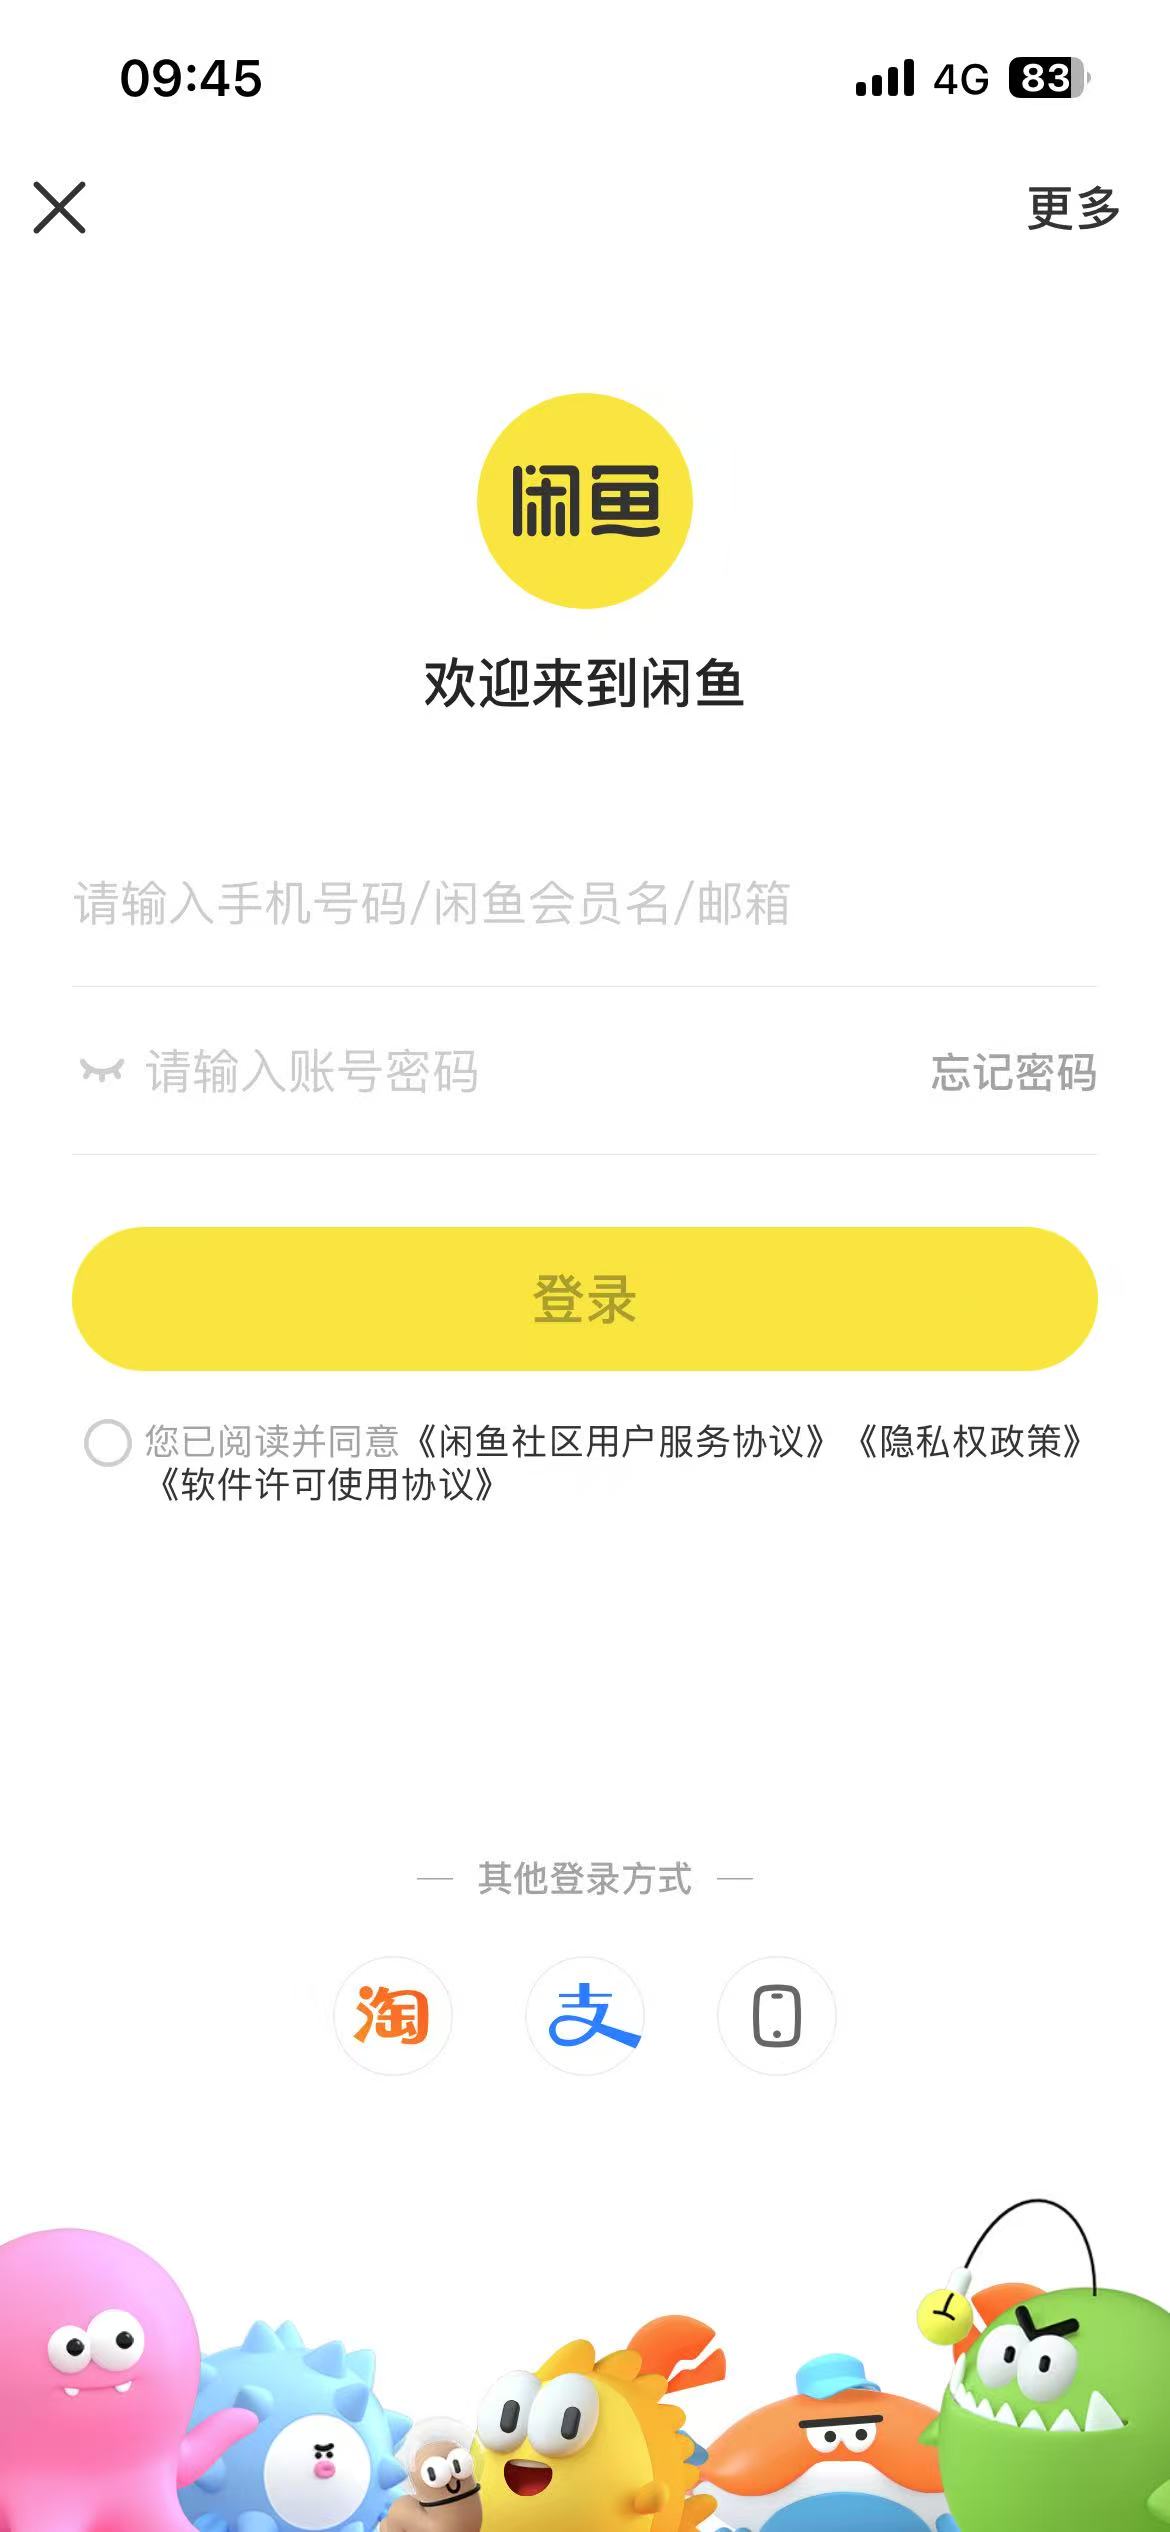 09:45 4G 83
更多
闲鱼
欢迎来到闲鱼
请输入手机号码/闲鱼会员名/邮箱
请输入账号密码 忘记密码
登录
您已阅读并同意《闲鱼社区用户服务协议》《隐私权政策》
《软件许可使用协议》
其他登录方式
淘 支